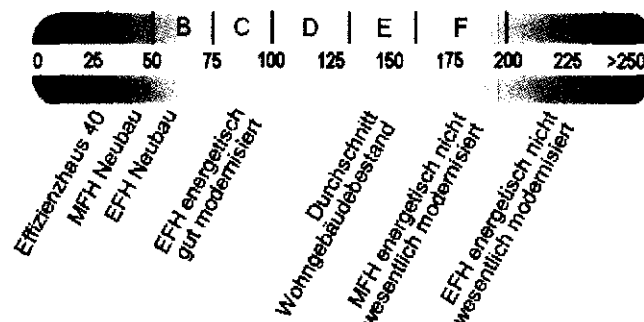 B C D E F
0 25 50 75 100 125 150 175 200 225 >250
Effizienzhaus 40
MFH Neubau
EFH Neubau
EFH energetisch
gut modernisiert
Durchschnitt
Wohngebäudebestand
MFH energetisch nicht
wesentlich modernisiert
EFH energetisch nicht
wesentlich modernisiert